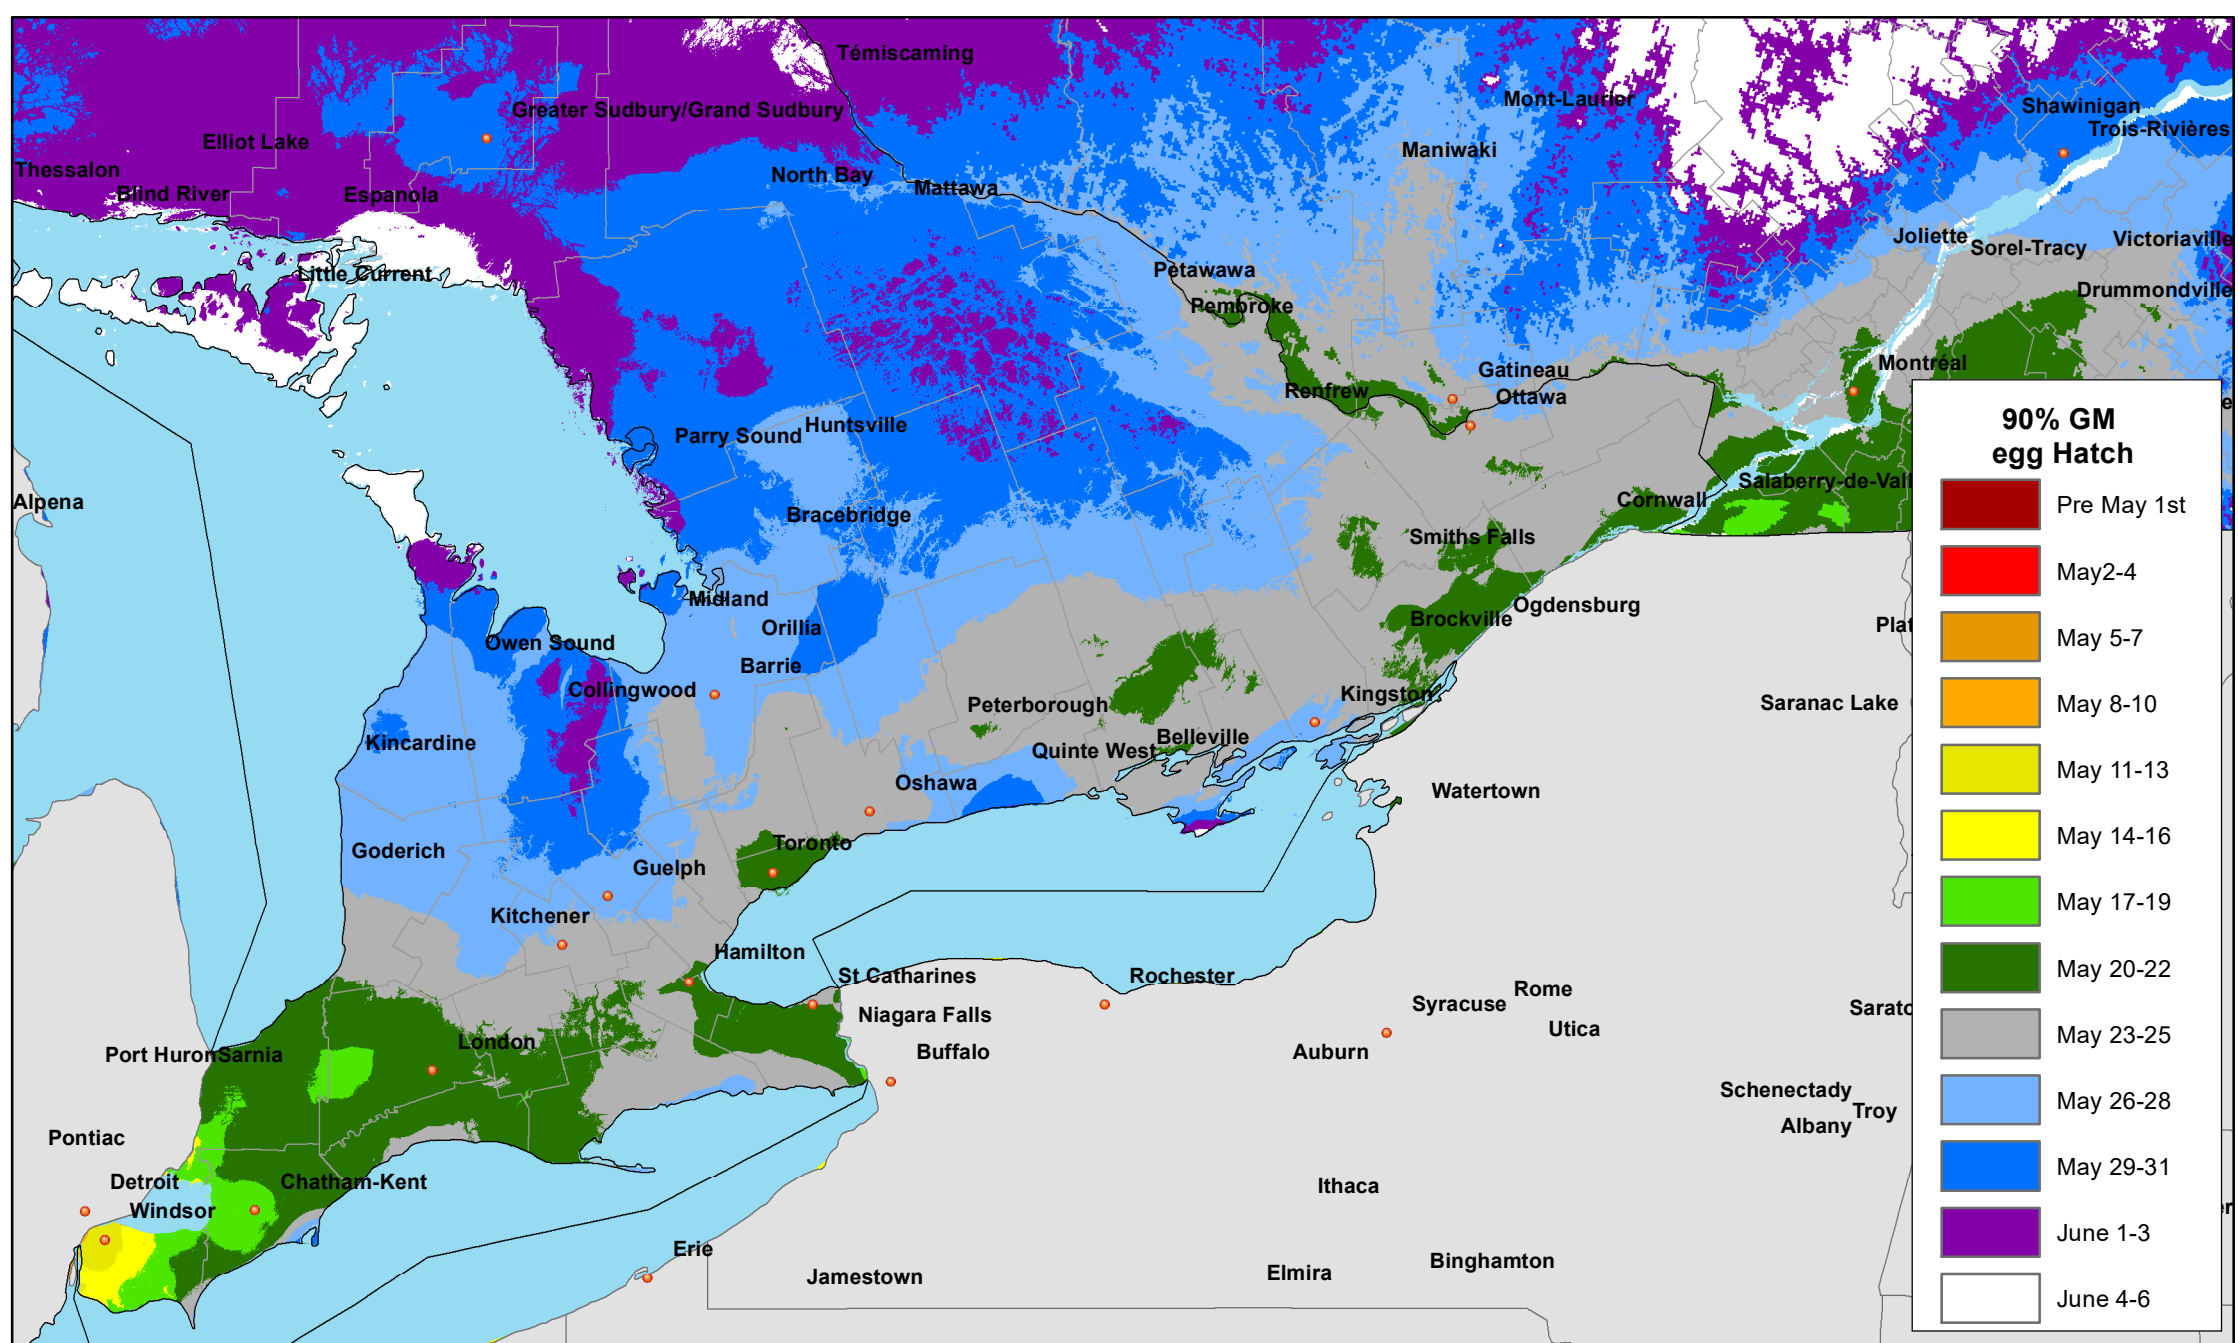 Témiscaming
Greater Sudbury/Grand Sudbury
Mont-Laurier
Shawinigan
Trois-Rivières
Elliot Lake
Maniwaki
Thessalon
Blind River
Espanola
North Bay
Mattawa
Joliette
Sorel-Tracy
Victoriaville
Little Current
Petawawa
Pembroke
Drummondville
Gatineau
Montréal
Renfrew
Ottawa
Parry Sound
Huntsville
Alpena
Bracebridge
Cornwall
Salaberry-de-Vall
Smiths Falls
Midland
Orillia
Ogdensburg
Brockville
Plat
Owen Sound
Barrie
Collingwood
Kingston
Peterborough
Saranac Lake
Kincardine
Quinte West
Belleville
Oshawa
Watertown
Goderich
Toronto
Guelph
Kitchener
Hamilton
St Catharines
Rochester
Syracuse
Rome
Sarato
Niagara Falls
Utica
London
Port Huron
Sarnia
Buffalo
Auburn
Schenectady
Troy
Albany
Pontiac
Detroit
Windsor
Chatham-Kent
Ithaca
Erie
Jamestown
Elmira
Binghamton
90% GM
egg Hatch
Pre May 1st
May2-4
May 5-7
May 8-10
May 11-13
May 14-16
May 17-19
May 20-22
May 23-25
May 26-28
May 29-31
June 1-3
June 4-6